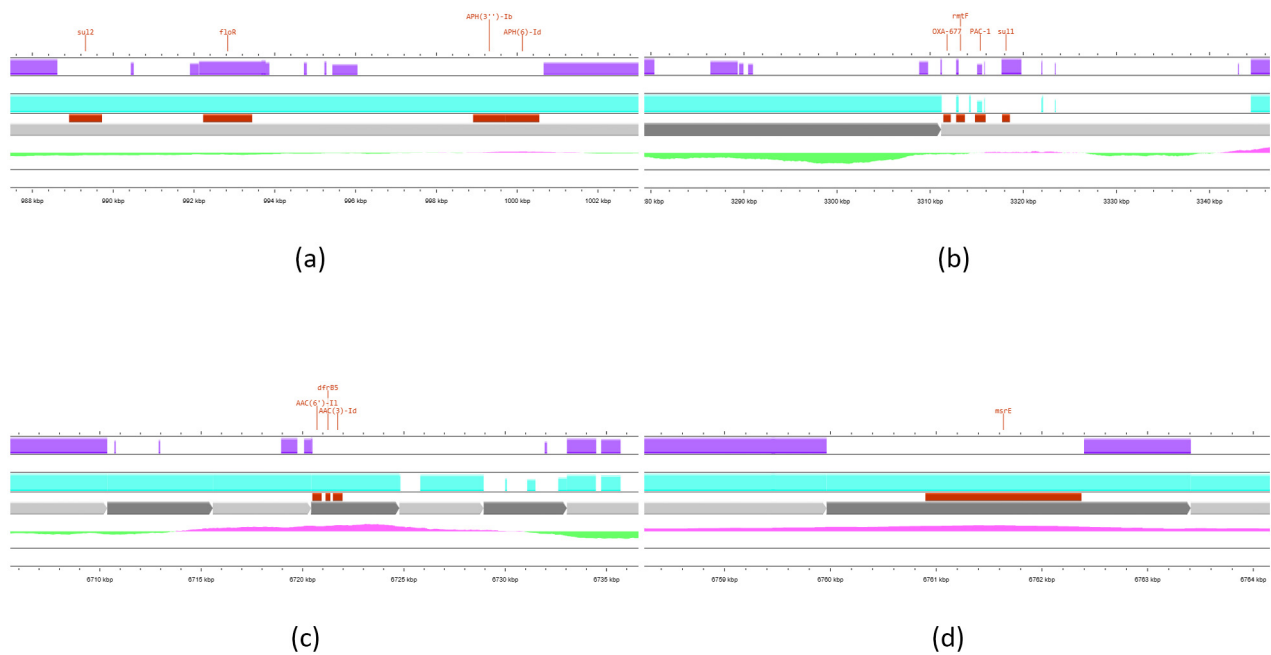 APH(3'')-Ib
sul2 floR APH(6)-Id
988 kbp 990 kbp 992 kbp 994 kbp 996 kbp 998 kbp 1000 kbp 1002 kbp
(a)
rmtF
OXA-677 PAC-1 sul1
80 kbp 3290 kbp 3300 kbp 3310 kbp 3320 kbp 3330 kbp 3340 kbp
(b)
dfrB5
AAC(6')-Il AAC(3)-Id
6710 kbp 6715 kbp 6720 kbp 6725 kbp 6730 kbp 6735 kbp
(c)
msrE
6759 kbp 6760 kbp 6761 kbp 6762 kbp 6763 kbp 6764 kbp
(d)